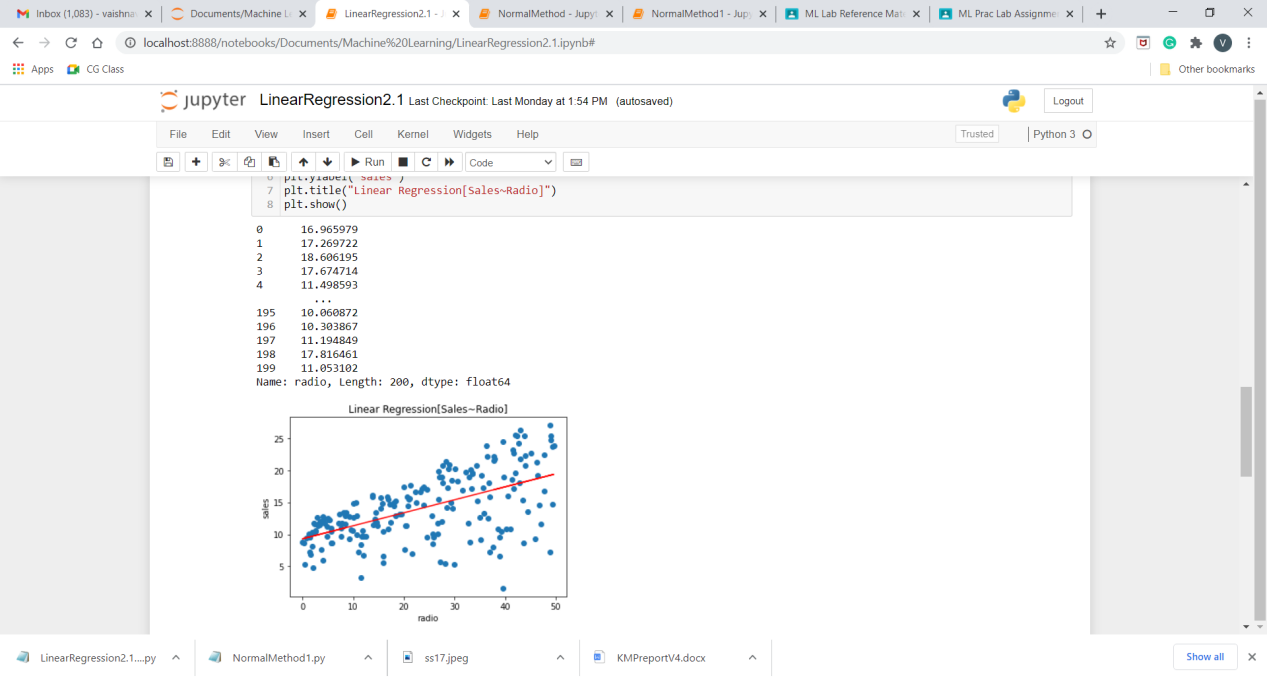 Inbox (1,083) - vaishnav
Documents/Machine L
LinearRegression2.1 - J
NormalMethod - Jupyt
NormalMethod1 - Jup
ML Lab Reference Mate
ML Prac Lab Assignme
localhost:8888/notebooks/Documents/Machine%20Learning/LinearRegression2.1.ipynb#
V
Apps CG Class Other bookmarks
jupyter LinearRegression2.1 Last Checkpoint: Last Monday at 1:54 PM (autosaved) Logout
File Edit View Insert Cell Kernel Widgets Help Trusted Python 3
Run Code
6 plt.ylabel("sales")
7 plt.title("Linear Regression[Sales~Radio]")
8 plt.show()
0 16.965979
1 17.269722
2 18.606195
3 17.674714
4 11.498593
...
195 10.060872
196 10.303867
197 11.194849
198 17.816461
199 11.053102
Name: radio, Length: 200, dtype: float64
Linear Regression[Sales~Radio]
25
20
15
10
5
sales
0 10 20 30 40 50
radio
LinearRegression2.1....py NormalMethod1.py ss17.jpeg KMPreportV4.docx Show all